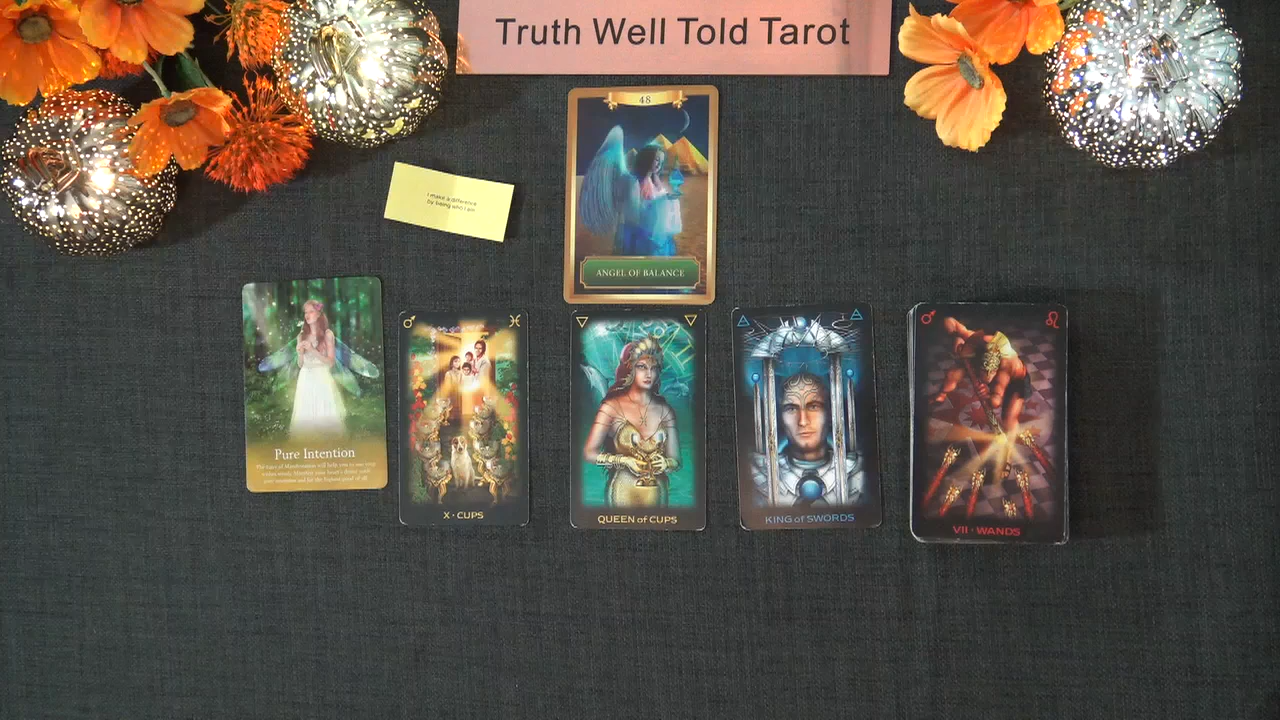 Truth Well Told Tarot
48
I make a difference
by being who I am.
ANGEL OF BALANCE
Pure Intention
X · CUPS
QUEEN of CUPS
KING of SWORDS
VII · WANDS